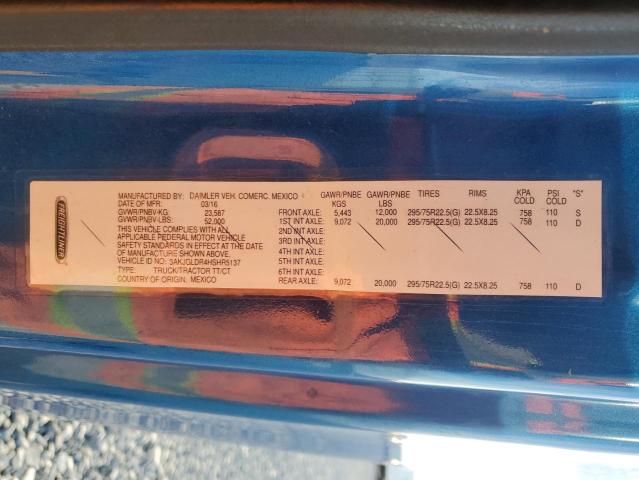 FREIGHTLINER
MANUFACTURED BY: DAIMLER VEH. COMERC. MEXICO
DATE OF MFR: 03/16
GVWR/PNBV-KG: 23,587
GVWR/PNBV-LBS: 52,000
THIS VEHICLE COMPLIES WITH ALL
APPLICABLE FEDERAL MOTOR VEHICLE
SAFETY STANDARDS IN EFFECT AT THE DATE
OF MANUFACTURE SHOWN ABOVE.
VEHICLE ID NO.: 3AKJGLDR4HSHR5137
TYPE: TRUCK/TRACTOR TT/CT
COUNTRY OF ORIGIN: MEXICO
GAWR/PNBE GAWR/PNBE TIRES RIMS KPA PSI "S"
KGS LBS COLD COLD
FRONT AXLE: 5,443 12,000 295/75R22.5(G) 22.5X8.25 758 110 S
1ST INT AXLE: 9,072 20,000 295/75R22.5(G) 22.5X8.25 758 110 D
2ND INT AXLE:
3RD INT AXLE:
4TH INT AXLE:
5TH INT AXLE:
6TH INT AXLE:
REAR AXLE: 9,072 20,000 295/75R22.5(G) 22.5X8.25 758 110 D